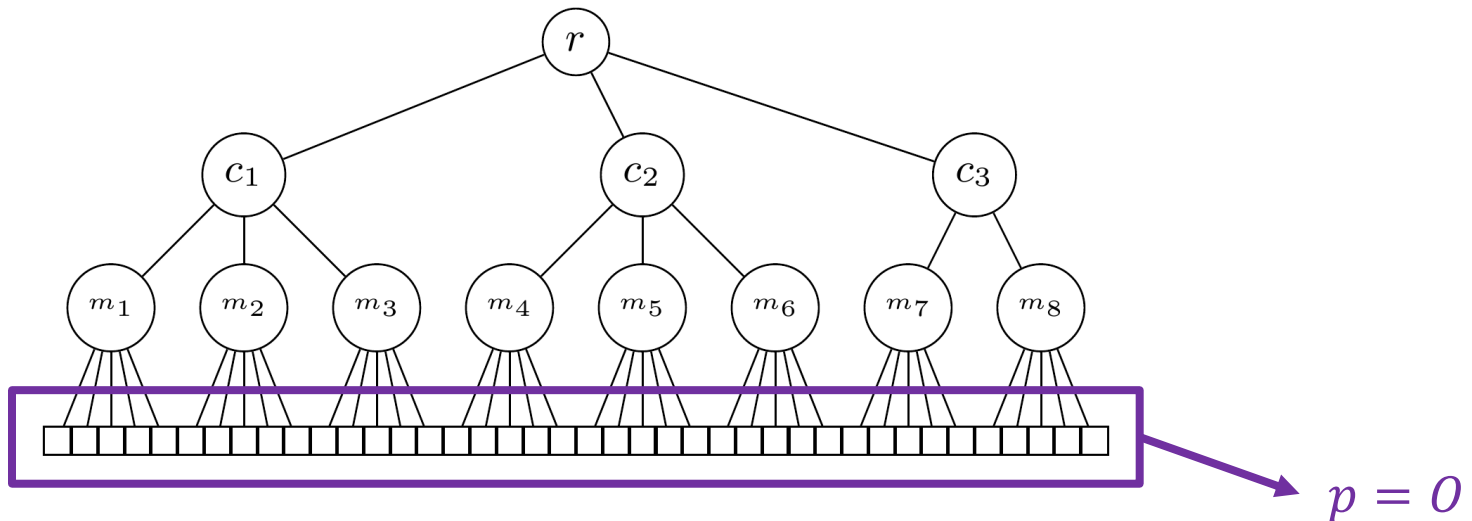 r
c₁ c₂ c₃
m₁ m₂ m₃ m₄ m₅ m₆ m₇ m₈
p = O